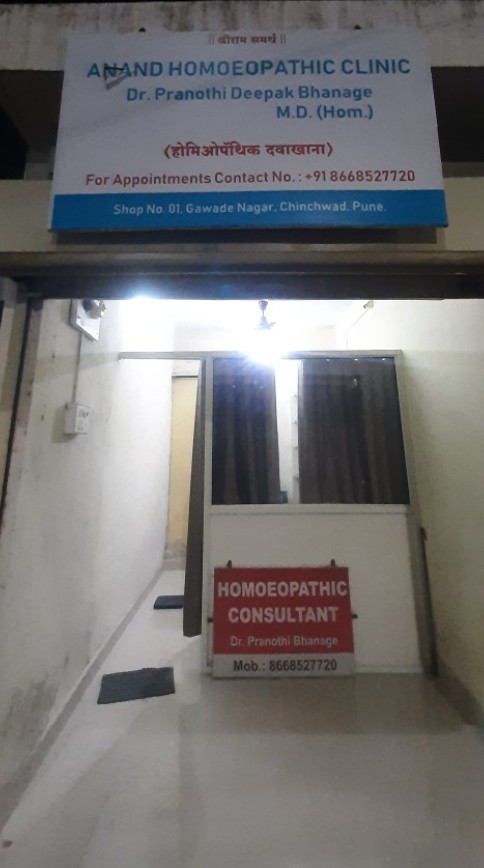 || श्रीराम समर्थ ||
ANAND HOMOEOPATHIC CLINIC
Dr. Pranothi Deepak Bhanage
M.D. (Hom.)
(होमिओपॅथिक दवाखाना)
For Appointments Contact No. : +91 8668527720
Shop No. 01, Gawade Nagar, Chinchwad, Pune.
HOMOEOPATHIC
CONSULTANT
Dr. Pranothi Bhanage
Mob.: 8668527720